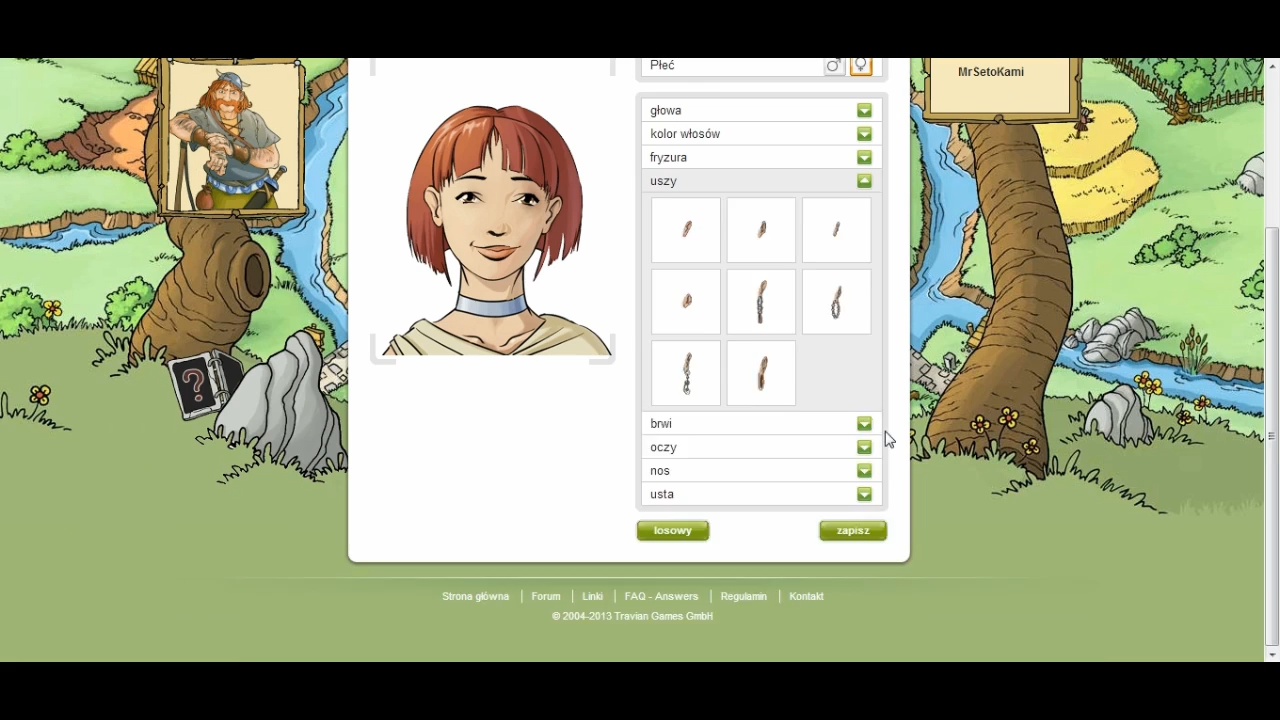 Płeć
MrSetoKami
głowa
kolor włosów
fryzura
uszy
?
brwi
oczy
nos
usta
losowy zapisz
Strona główna | Forum | Linki | FAQ - Answers | Regulamin | Kontakt
© 2004-2013 Travian Games GmbH